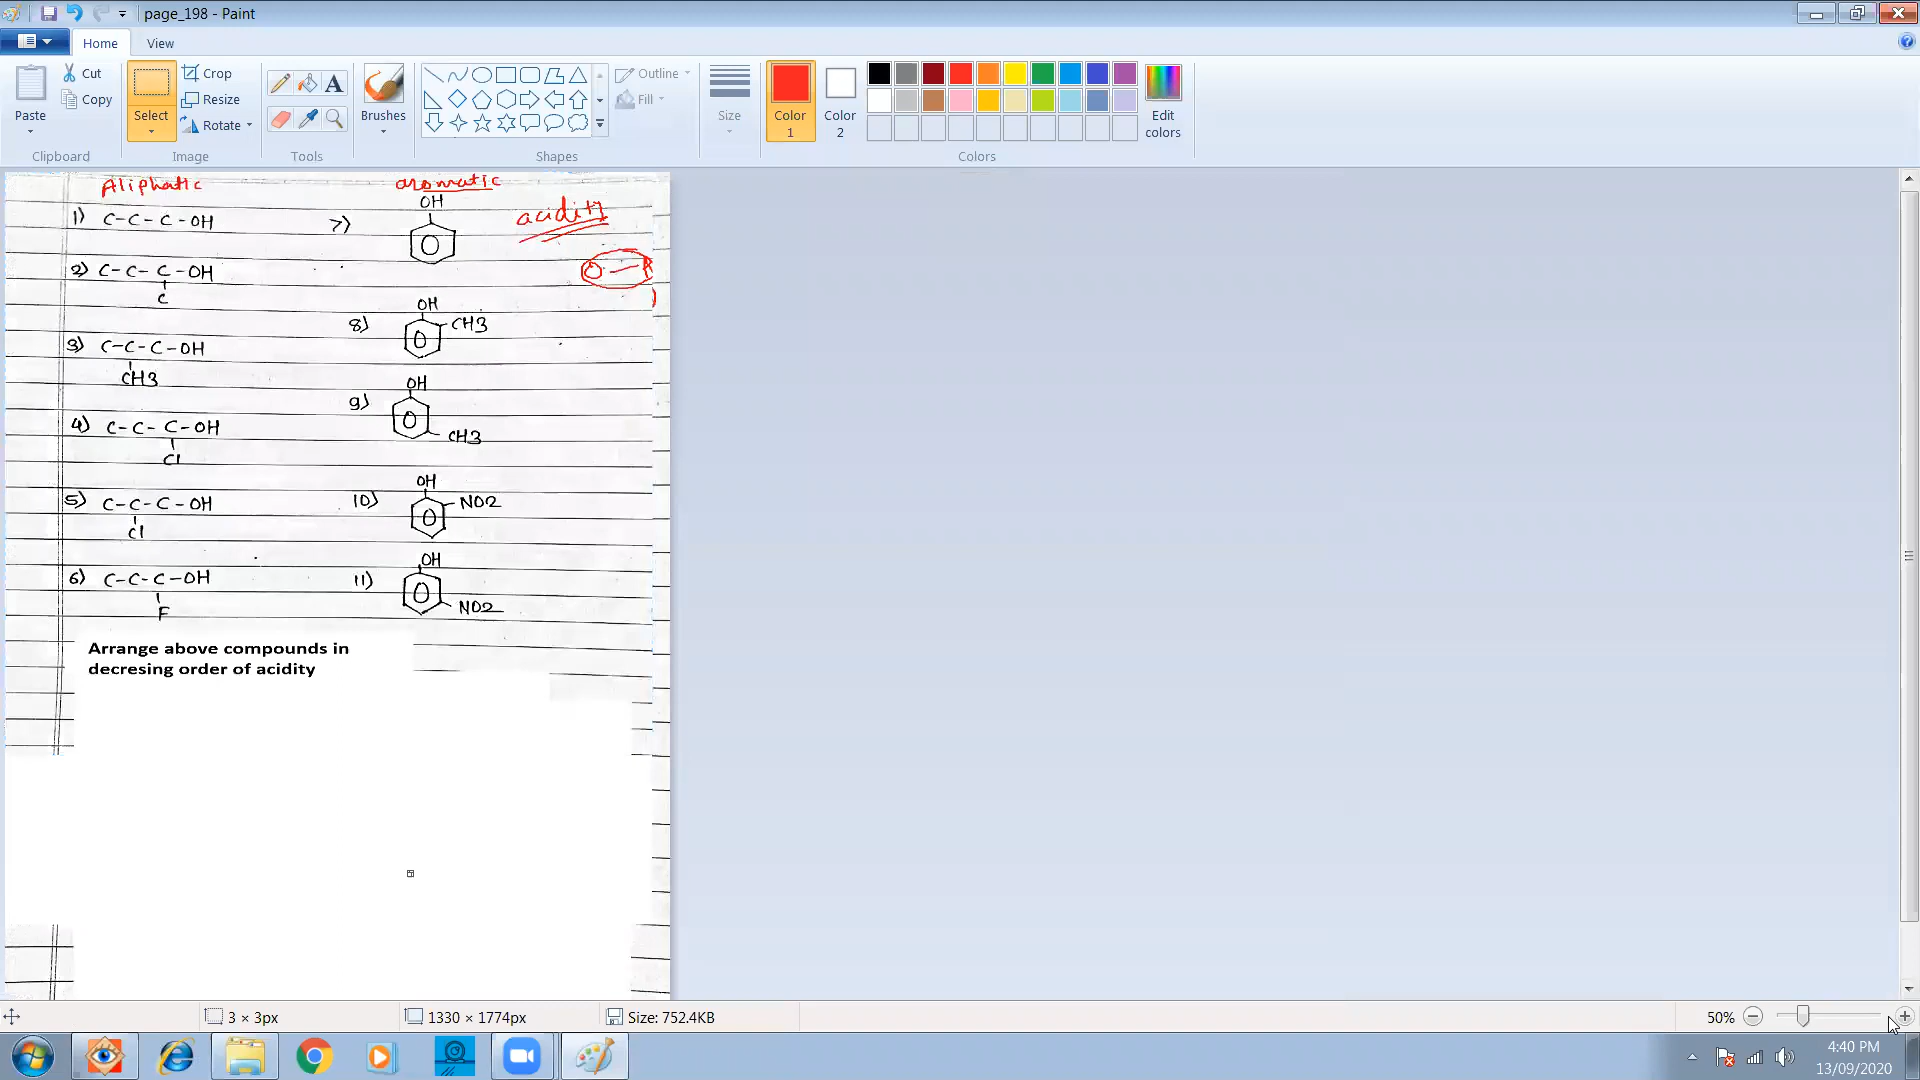 page_198 - Paint
Home View
Paste
Cut
Copy
Clipboard
Select
Crop
Resize
Rotate
Image
Tools
Brushes
Shapes
Outline
Fill
Size
Color 1
Color 2
Edit colors
Colors
Aliphatic
aromatic
acidity
1) C-C-C-OH
7) OH
2) C-C-C-OH
C
O-
8) OH
CH3
3) C-C-C-OH
CH3
9) OH
CH3
4) C-C-C-OH
Cl
5) C-C-C-OH
Cl
10) OH
NO2
6) C-C-C-OH
F
11) OH
NO2
Arrange above compounds in
decresing order of acidity
3 × 3px
1330 × 1774px
Size: 752.4KB
50%
4:40 PM
13/09/2020